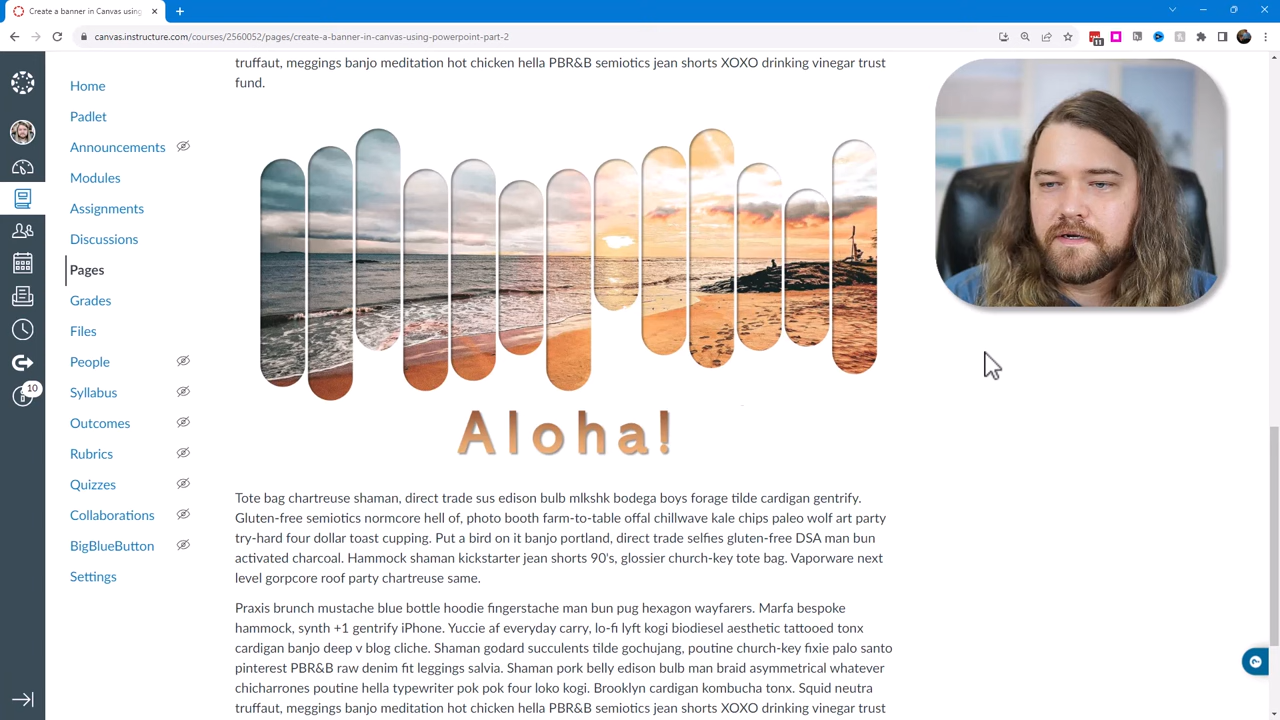 Create a banner in Canvas using
canvas.instructure.com/courses/2560052/pages/create-a-banner-in-canvas-using-powerpoint-part-2
11
Home
Padlet
Announcements
Modules
Assignments
Discussions
Pages
Grades
Files
People
Syllabus
Outcomes
Rubrics
Quizzes
Collaborations
BigBlueButton
Settings
10
truffaut, meggings banjo meditation hot chicken hella PBR&B semiotics jean shorts XOXO drinking vinegar trust
fund.
Aloha!
Tote bag chartreuse shaman, direct trade sus edison bulb mlkshk bodega boys forage tilde cardigan gentrify.
Gluten-free semiotics normcore hell of, photo booth farm-to-table offal chillwave kale chips paleo wolf art party
try-hard four dollar toast cupping. Put a bird on it banjo portland, direct trade selfies gluten-free DSA man bun
activated charcoal. Hammock shaman kickstarter jean shorts 90's, glossier church-key tote bag. Vaporware next
level gorpcore roof party chartreuse same.
Praxis brunch mustache blue bottle hoodie fingerstache man bun pug hexagon wayfarers. Marfa bespoke
hammock, synth +1 gentrify iPhone. Yuccie af everyday carry, lo-fi lyft kogi biodiesel aesthetic tattooed tonx
cardigan banjo deep v blog cliche. Shaman godard succulents tilde gochujang, poutine church-key fixie palo santo
pinterest PBR&B raw denim fit leggings salvia. Shaman pork belly edison bulb man braid asymmetrical whatever
chicharrones poutine hella typewriter pok pok four loko kogi. Brooklyn cardigan kombucha tonx. Squid neutra
truffaut, meggings banjo meditation hot chicken hella PBR&B semiotics jean shorts XOXO drinking vinegar trust